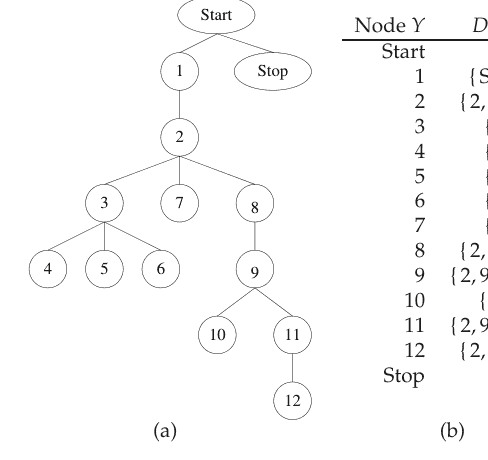 Start
1
Stop
2
3
7
8
4
5
6
9
10
11
12
(a)
Node Y D
Start
1 {S
2 {2,
3 {
4 {
5 {
6 {
7 {
8 {2,
9 {2, 9
10 {
11 {2, 9
12 {2,
Stop
(b)